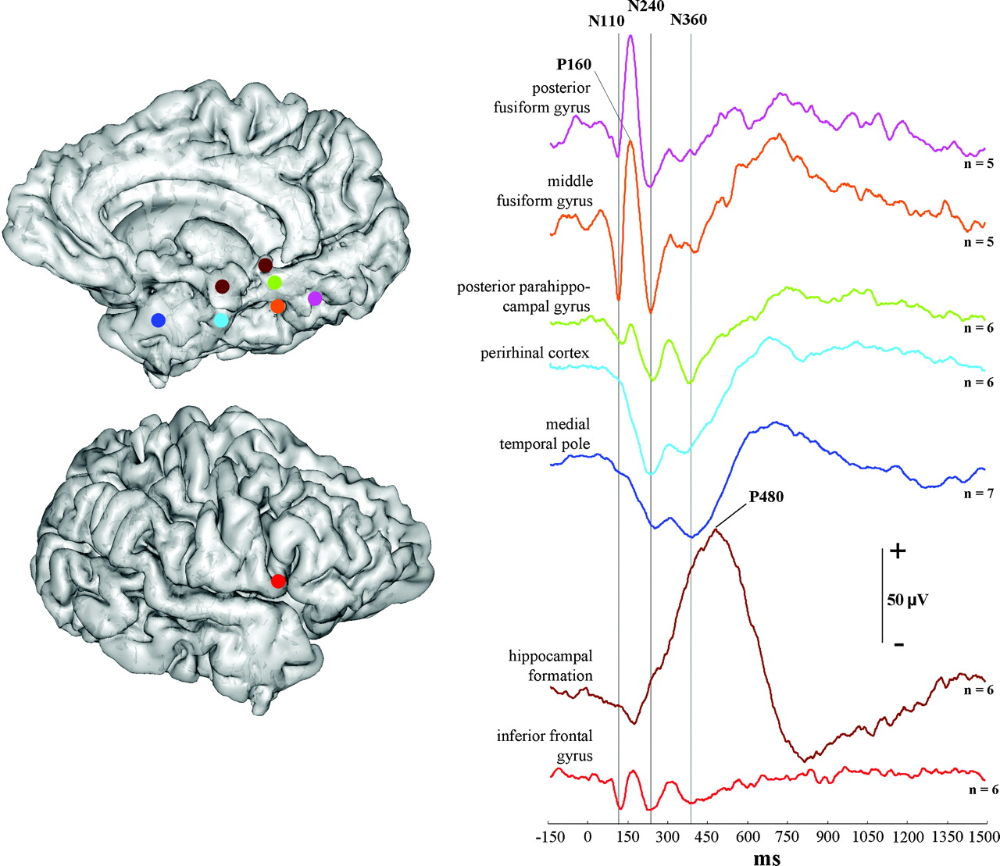 N240
N110
N360
P160
posterior
fusiform gyrus
n = 5
middle
fusiform gyrus
n = 5
posterior parahippo-
campal gyrus
n = 6
perirhinal cortex
n = 6
medial
temporal pole
n = 7
P480
+
50 µV
-
hippocampal
formation
n = 6
inferior frontal
gyrus
n = 6
-150 0 150 300 450 600 750 900 1050 1200 1350 1500
ms